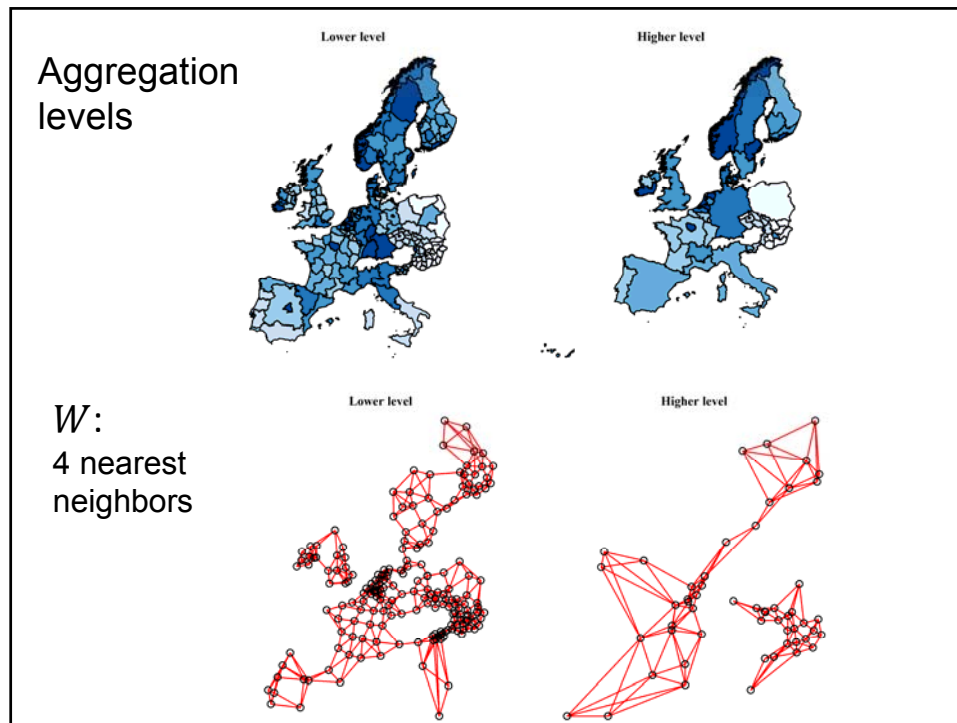 Lower level
Higher level
Aggregation
levels
Lower level
Higher level
W:
4 nearest
neighbors